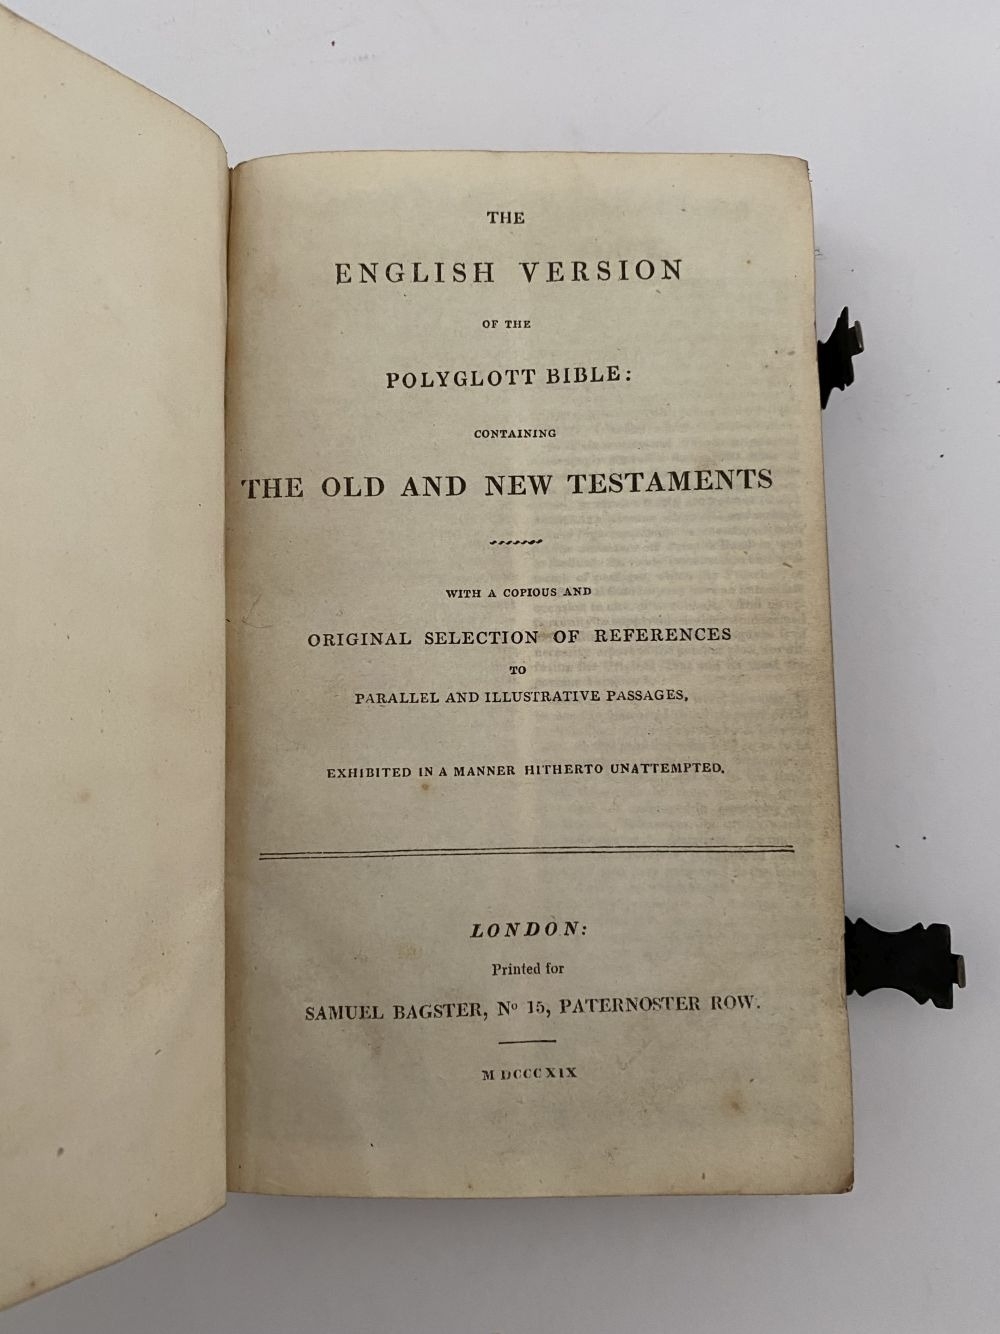 THE
ENGLISH VERSION
OF THE
POLYGLOTT BIBLE:
CONTAINING
THE OLD AND NEW TESTAMENTS
WITH A COPIOUS AND
ORIGINAL SELECTION OF REFERENCES
TO
PARALLEL AND ILLUSTRATIVE PASSAGES,
EXHIBITED IN A MANNER HITHERTO UNATTEMPTED.
LONDON:
Printed for
SAMUEL BAGSTER, Nº 15, PATERNOSTER ROW.
M DCCCXIX